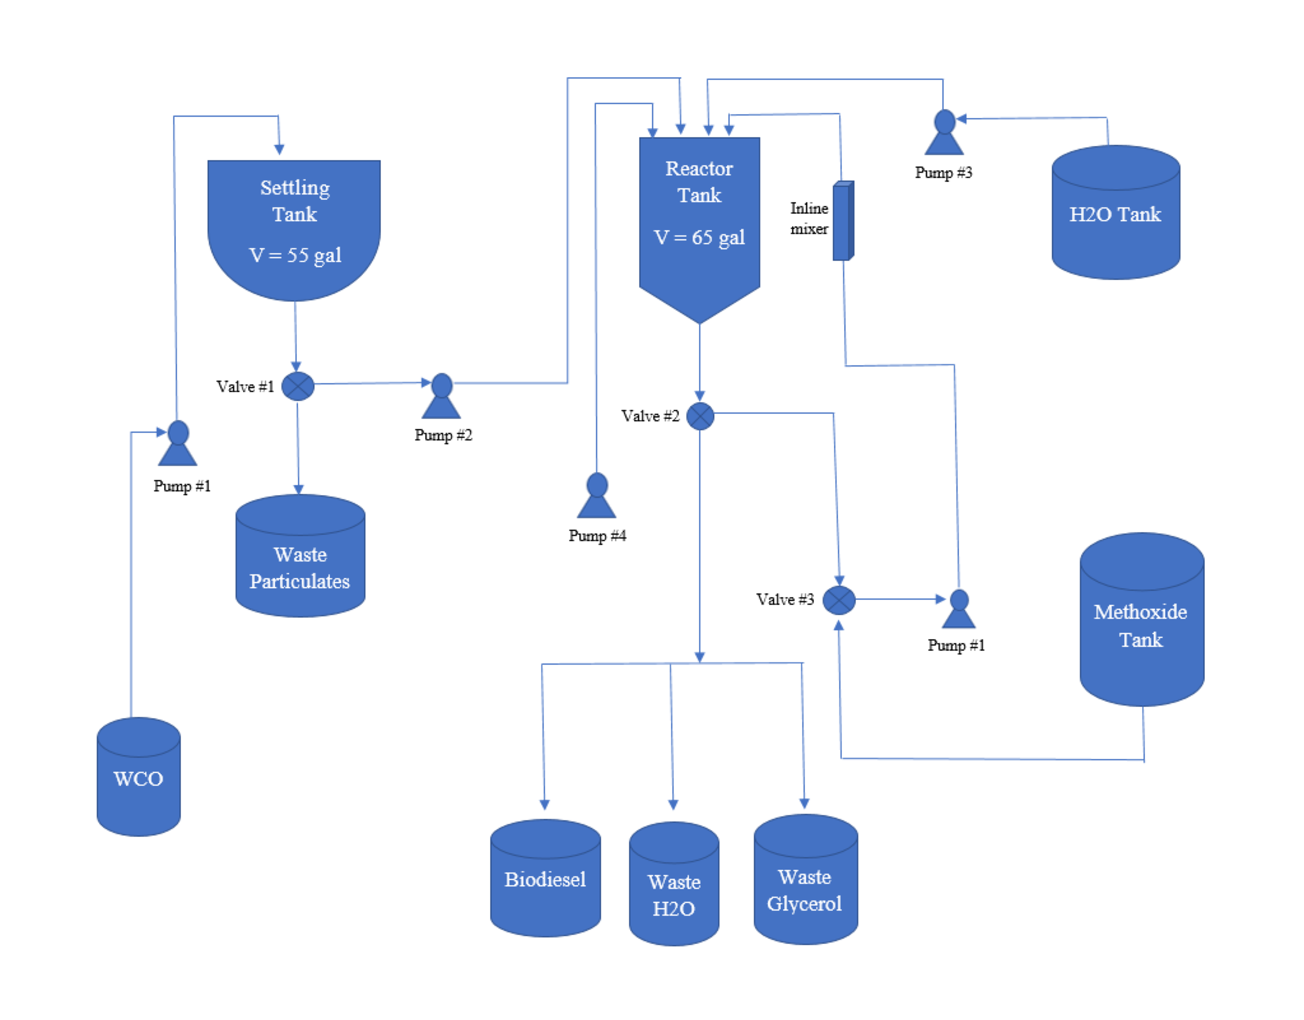 Settling
Tank
V = 55 gal
Reactor
Tank
V = 65 gal
Inline
mixer
Pump #3
H2O Tank
Valve #1
Pump #2
Valve #2
Pump #1
Pump #4
Waste
Particulates
Valve #3
Pump #1
Methoxide
Tank
WCO
Biodiesel
Waste
H2O
Waste
Glycerol